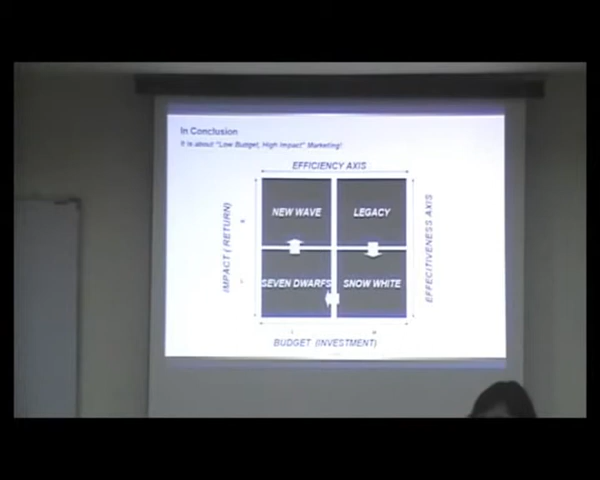 In Conclusion
It is about "Low Budget, High Impact" Marketing!
EFFICIENCY AXIS
NEW WAVE
LEGACY
IMPACT (RETURN)
EFFECITIVENESS AXIS
SEVEN DWARFS
SNOW WHITE
BUDGET (INVESTMENT)